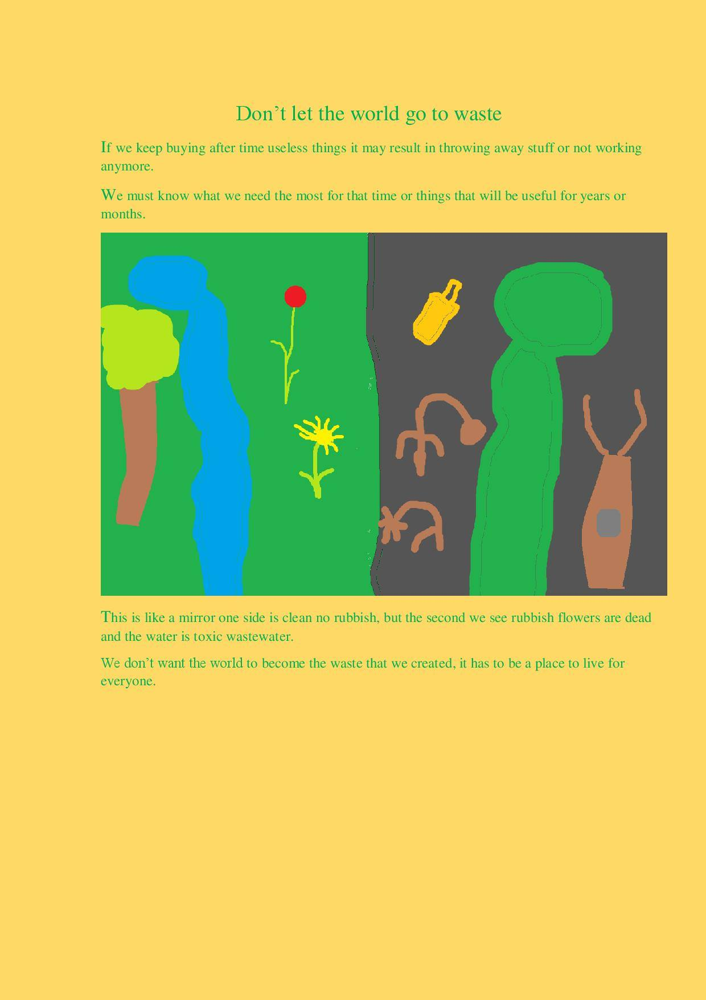 Don’t let the world go to waste
If we keep buying after time useless things it may result in throwing away stuff or not working
anymore.
We must know what we need the most for that time or things that will be useful for years or
months.
This is like a mirror one side is clean no rubbish, but the second we see rubbish flowers are dead
and the water is toxic wastewater.
We don’t want the world to become the waste that we created, it has to be a place to live for
everyone.